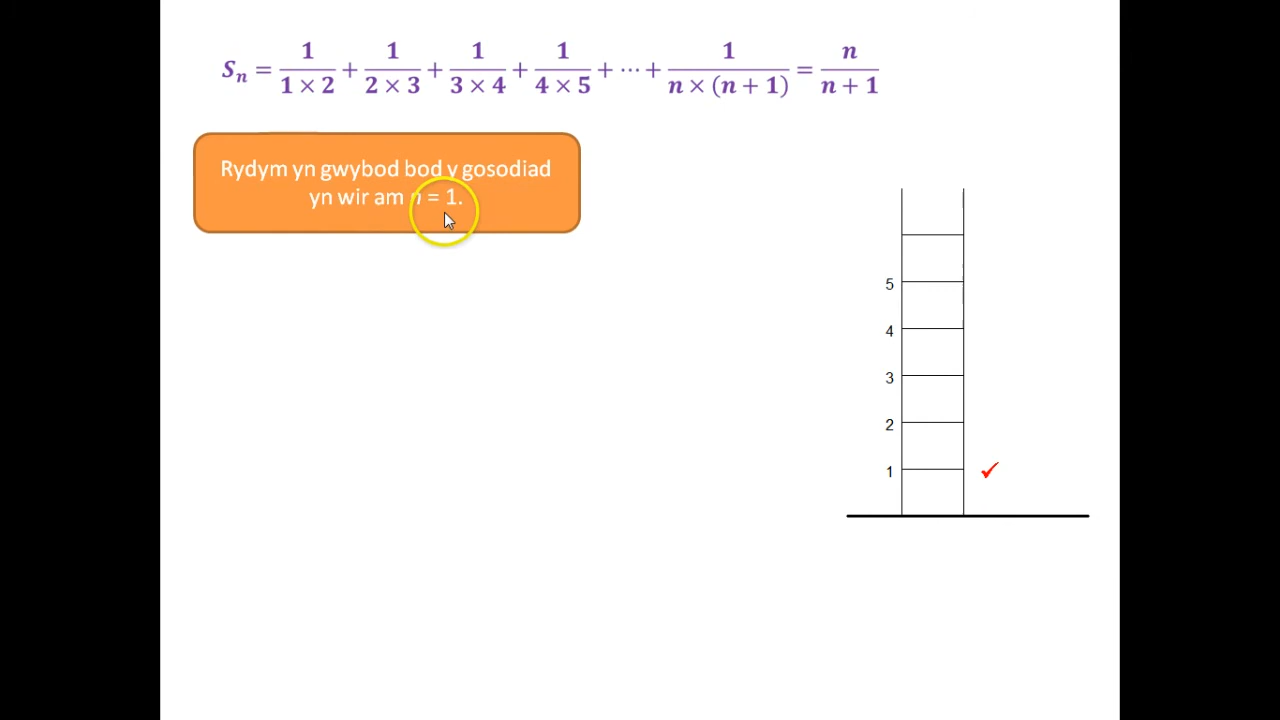 Sₙ = 1/(1 × 2) + 1/(2 × 3) + 1/(3 × 4) + 1/(4 × 5) + ⋯ + 1/(n × (n + 1)) = n/(n + 1)
Rydym yn gwybod bod y gosodiad
yn wir am n = 1.
5
4
3
2
1